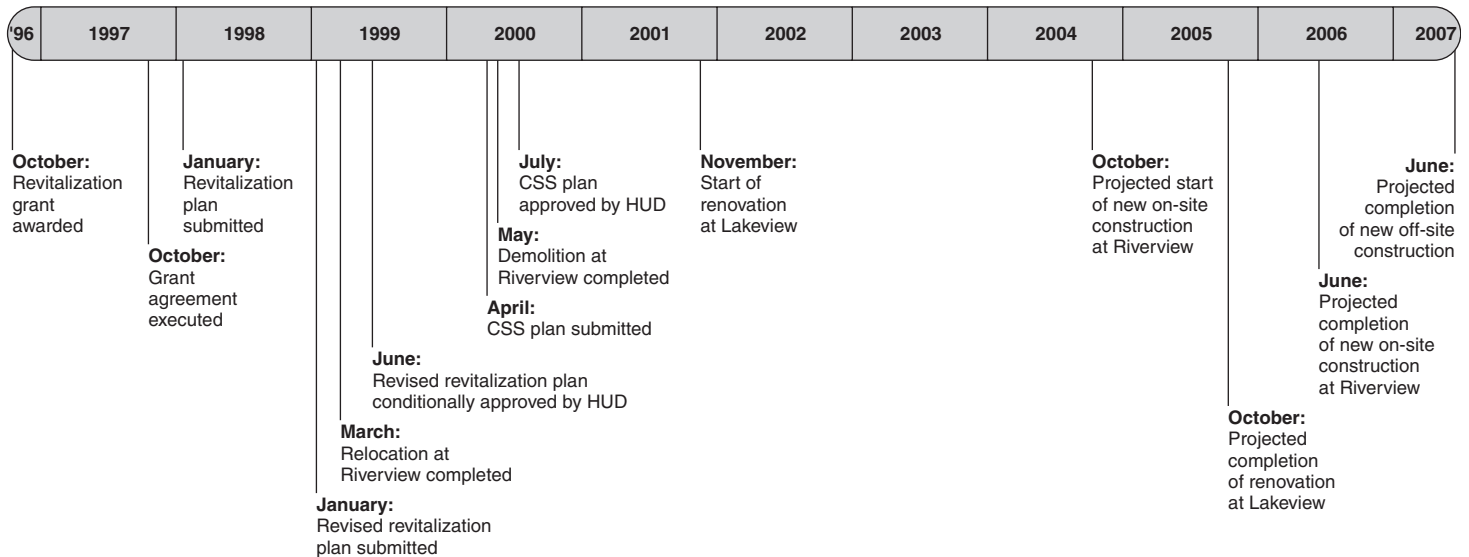 '96 1997 1998 1999 2000 2001 2002 2003 2004 2005 2006 2007
October:
Revitalization
grant
awarded
October:
Grant
agreement
executed
January:
Revitalization
plan
submitted
January:
Revised revitalization
plan submitted
March:
Relocation at
Riverview completed
June:
Revised revitalization plan
conditionally approved by HUD
April:
CSS plan submitted
May:
Demolition at
Riverview completed
July:
CSS plan
approved by HUD
November:
Start of
renovation
at Lakeview
October:
Projected start
of new on-site
construction
at Riverview
October:
Projected
completion
of renovation
at Lakeview
June:
Projected
completion
of new on-site
construction
at Riverview
June:
Projected
completion
of new off-site
construction